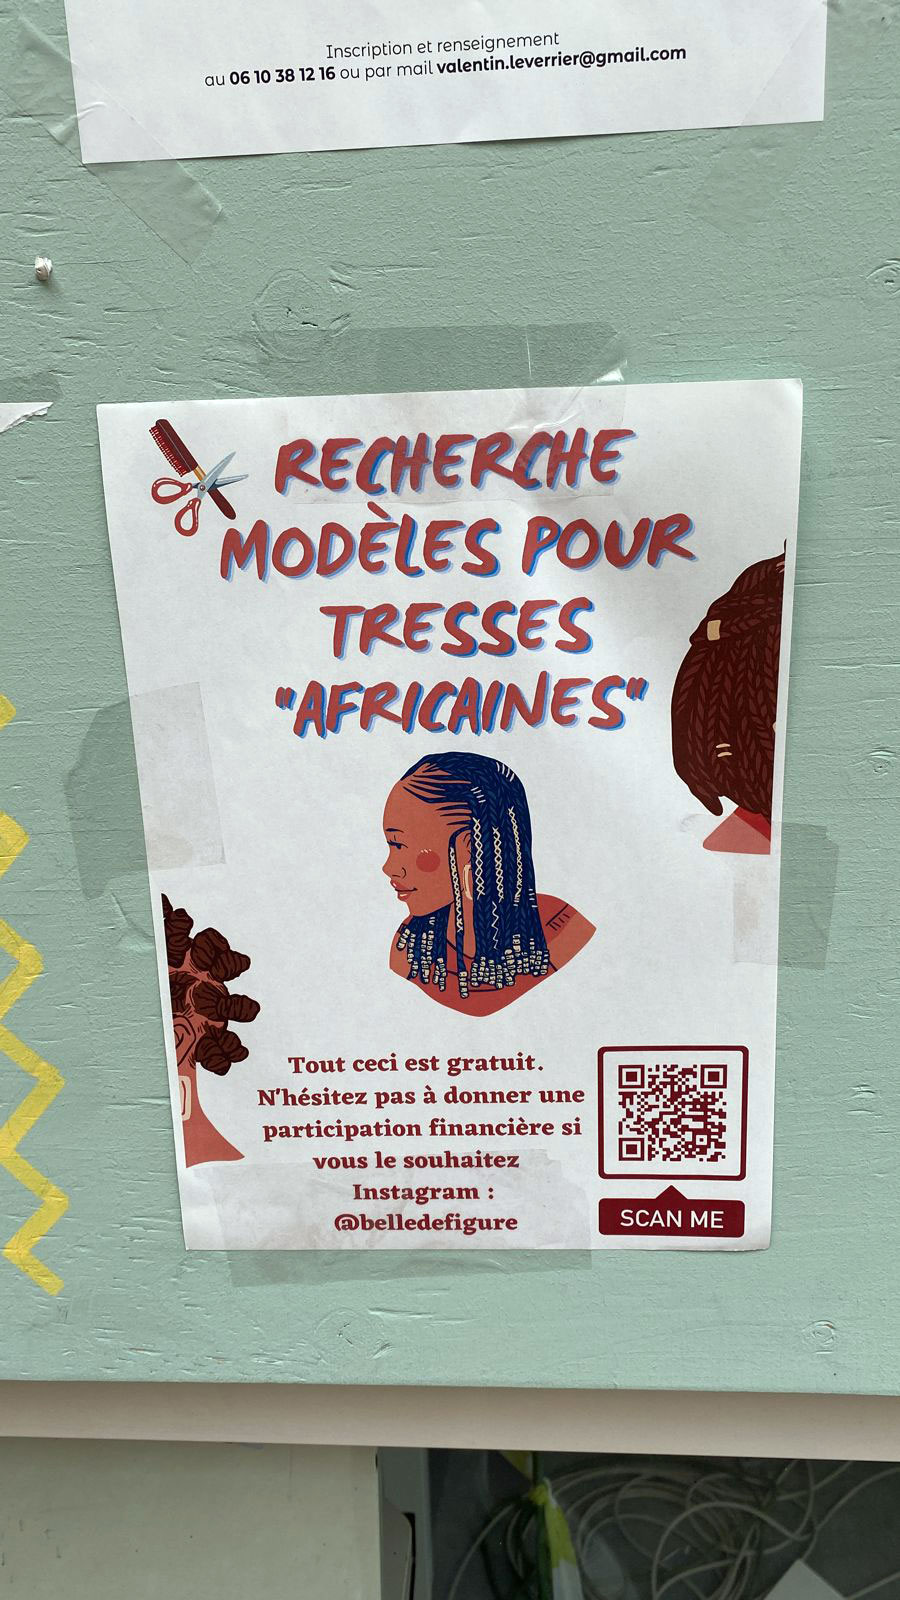 Inscription et renseignement
au 06 10 38 12 16 ou par mail valentin.leverrier@gmail.com
RECHERCHE
MODÈLES POUR
TRESSES
"AFRICAINES"
Tout ceci est gratuit.
N'hésitez pas à donner une
participation financière si
vous le souhaitez
Instagram :
@belledefigure
SCAN ME